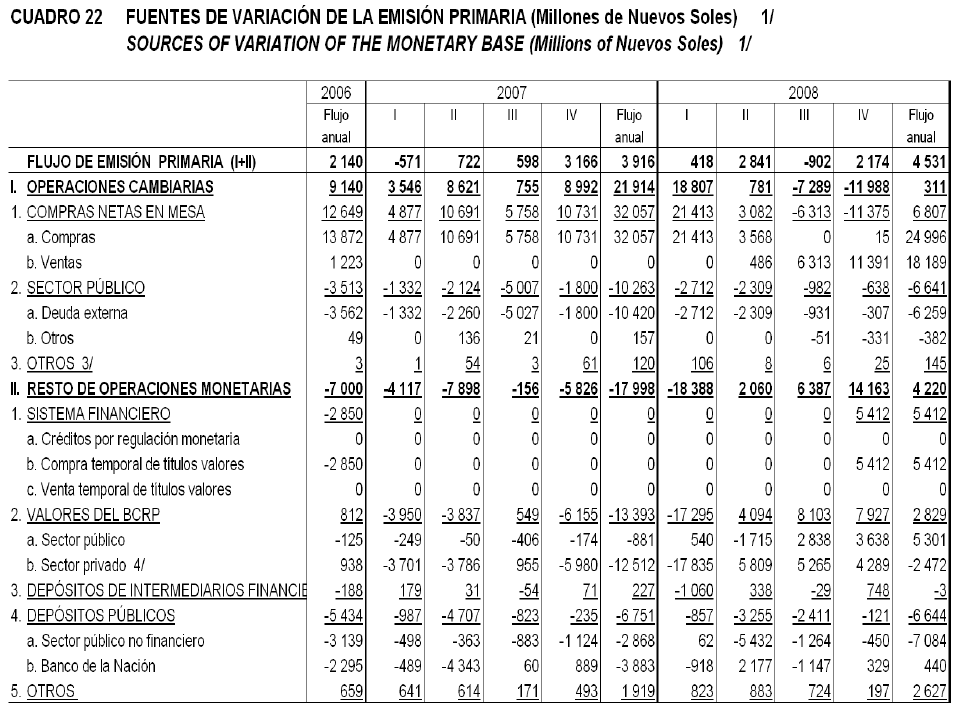 CUADRO 22 FUENTES DE VARIACIÓN DE LA EMISIÓN PRIMARIA (Millones de Nuevos Soles) 1/
SOURCES OF VARIATION OF THE MONETARY BASE (Millions of Nuevos Soles) 1/
2006 2007 2008
Flujo I II III IV Flujo I II III IV Flujo
anual anual anual
FLUJO DE EMISIÓN PRIMARIA (I+II) 2 140 -571 722 598 3 166 3 916 418 2 841 -902 2 174 4 531
I. OPERACIONES CAMBIARIAS 9 140 3 546 8 621 755 8 992 21 914 18 807 781 -7 289 -11 988 311
1. COMPRAS NETAS EN MESA 12 649 4 877 10 691 5 758 10 731 32 057 21 413 3 082 -6 313 -11 375 6 807
a. Compras 13 872 4 877 10 691 5 758 10 731 32 057 21 413 3 568 0 15 24 996
b. Ventas 1 223 0 0 0 0 0 0 486 6 313 11 391 18 189
2. SECTOR PÚBLICO -3 513 -1 332 -2 124 -5 007 -1 800 -10 263 -2 712 -2 309 -982 -638 -6 641
a. Deuda externa -3 562 -1 332 -2 260 -5 027 -1 800 -10 420 -2 712 -2 309 -931 -307 -6 259
b. Otros 49 0 136 21 0 157 0 0 -51 -331 -382
3. OTROS 3/ 3 1 54 3 61 120 106 8 6 25 145
II. RESTO DE OPERACIONES MONETARIAS -7 000 -4 117 -7 898 -156 -5 826 -17 998 -18 388 2 060 6 387 14 163 4 220
1. SISTEMA FINANCIERO -2 850 0 0 0 0 0 0 0 0 5 412 5 412
a. Créditos por regulación monetaria 0 0 0 0 0 0 0 0 0 0 0
b. Compra temporal de títulos valores -2 850 0 0 0 0 0 0 0 0 5 412 5 412
c. Venta temporal de títulos valores 0 0 0 0 0 0 0 0 0 0 0
2. VALORES DEL BCRP 812 -3 950 -3 837 549 -6 155 -13 393 -17 295 4 094 8 103 7 927 2 829
a. Sector público -125 -249 -50 -406 -174 -881 540 -1 715 2 838 3 638 5 301
b. Sector privado 4/ 938 -3 701 -3 786 955 -5 980 -12 512 -17 835 5 809 5 265 4 289 -2 472
3. DEPÓSITOS DE INTERMEDIARIOS FINANCIE -188 179 31 -54 71 227 -1 060 338 -29 748 -3
4. DEPÓSITOS PÚBLICOS -5 434 -987 -4 707 -823 -235 -6 751 -857 -3 255 -2 411 -121 -6 644
a. Sector público no financiero -3 139 -498 -363 -883 -1 124 -2 868 62 -5 432 -1 264 -450 -7 084
b. Banco de la Nación -2 295 -489 -4 343 60 889 -3 883 -918 2 177 -1 147 329 440
5. OTROS 659 641 614 171 493 1 919 823 883 724 197 2 627